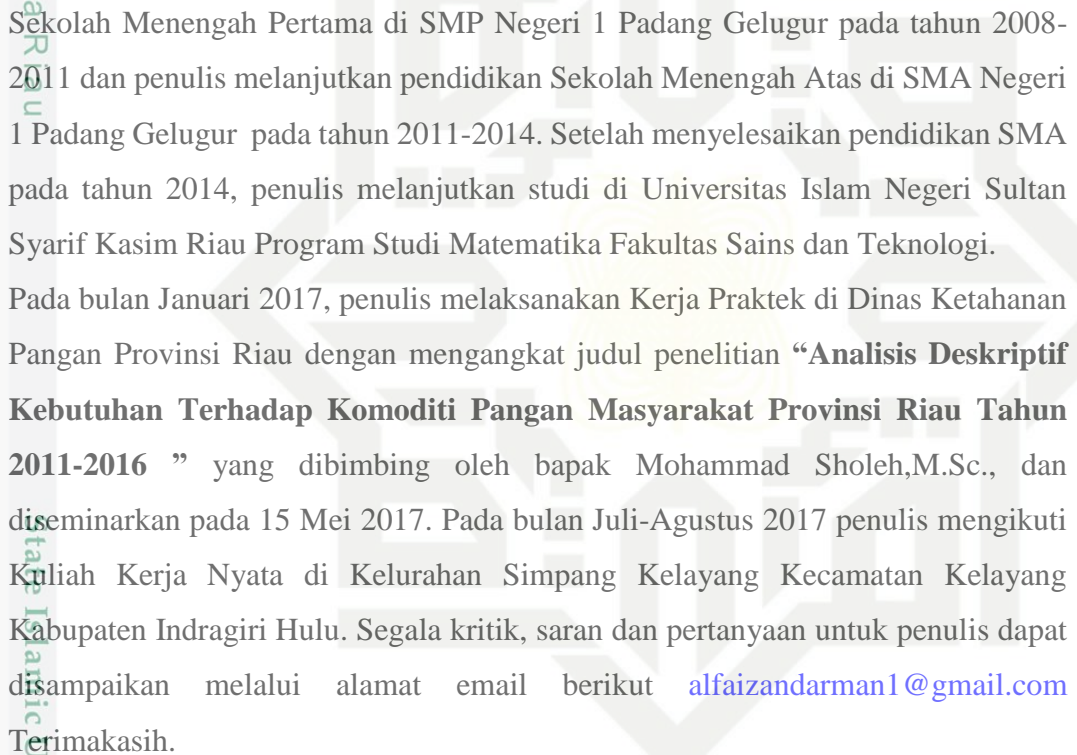 Sekolah Menengah Pertama di SMP Negeri 1 Padang Gelugur pada tahun 2008-
2011 dan penulis melanjutkan pendidikan Sekolah Menengah Atas di SMA Negeri
1 Padang Gelugur pada tahun 2011-2014. Setelah menyelesaikan pendidikan SMA
pada tahun 2014, penulis melanjutkan studi di Universitas Islam Negeri Sultan
Syarif Kasim Riau Program Studi Matematika Fakultas Sains dan Teknologi.
Pada bulan Januari 2017, penulis melaksanakan Kerja Praktek di Dinas Ketahanan
Pangan Provinsi Riau dengan mengangkat judul penelitian “Analisis Deskriptif
Kebutuhan Terhadap Komoditi Pangan Masyarakat Provinsi Riau Tahun
2011-2016 ” yang dibimbing oleh bapak Mohammad Sholeh,M.Sc., dan
diseminarkan pada 15 Mei 2017. Pada bulan Juli-Agustus 2017 penulis mengikuti
Kuliah Kerja Nyata di Kelurahan Simpang Kelayang Kecamatan Kelayang
Kabupaten Indragiri Hulu. Segala kritik, saran dan pertanyaan untuk penulis dapat
disampaikan melalui alamat email berikut alfaizandarman1@gmail.com
Terimakasih.
a Riau
State Islamic